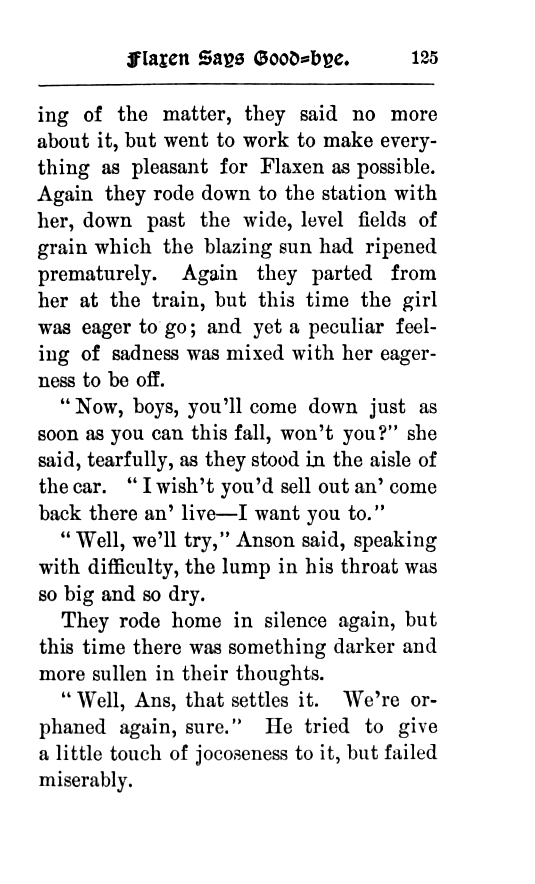 Flaxen Says Good=bye. 125
ing of the matter, they said no more
about it, but went to work to make every-
thing as pleasant for Flaxen as possible.
Again they rode down to the station with
her, down past the wide, level fields of
grain which the blazing sun had ripened
prematurely. Again they parted from
her at the train, but this time the girl
was eager to go; and yet a peculiar feel-
ing of sadness was mixed with her eager-
ness to be off.
"Now, boys, you'll come down just as
soon as you can this fall, won't you?" she
said, tearfully, as they stood in the aisle of
the car. "I wish't you'd sell out an' come
back there an' live—I want you to."
"Well, we'll try," Anson said, speaking
with difficulty, the lump in his throat was
so big and so dry.
They rode home in silence again, but
this time there was something darker and
more sullen in their thoughts.
"Well, Ans, that settles it. We're or-
phaned again, sure." He tried to give
a little touch of jocoseness to it, but failed
miserably.